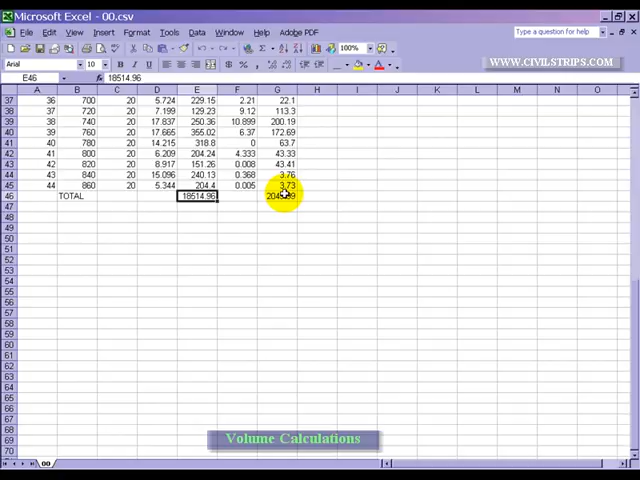 Microsoft Excel - 00.csv
File Edit View Insert Format Tools Data Window Help Adobe PDF
Type a question for help
100%
Arial 10 B I U $ % ,
WWW.CIVILSTRIPS.COM
E46 fx 18514.96
A B C D E F G H I J K L M N O
37 36 700 20 5.724 229.15 2.21 22.1
38 37 720 20 7.199 129.23 9.12 113.3
39 38 740 20 17.837 250.36 10.899 200.19
40 39 760 20 17.665 355.02 6.37 172.69
41 40 780 20 14.215 318.8 0 63.7
42 41 800 20 6.209 204.24 4.333 43.33
43 42 820 20 8.917 151.26 0.008 43.41
44 43 840 20 15.096 240.13 0.368 3.76
45 44 860 20 5.344 204.4 0.005 3.73
46 TOTAL 18514.96
47
48
49
50
51
52
53
54
55
56
57
58
59
60
61
62
63
64
65
66
67
68
69
70
Volume Calculations
00